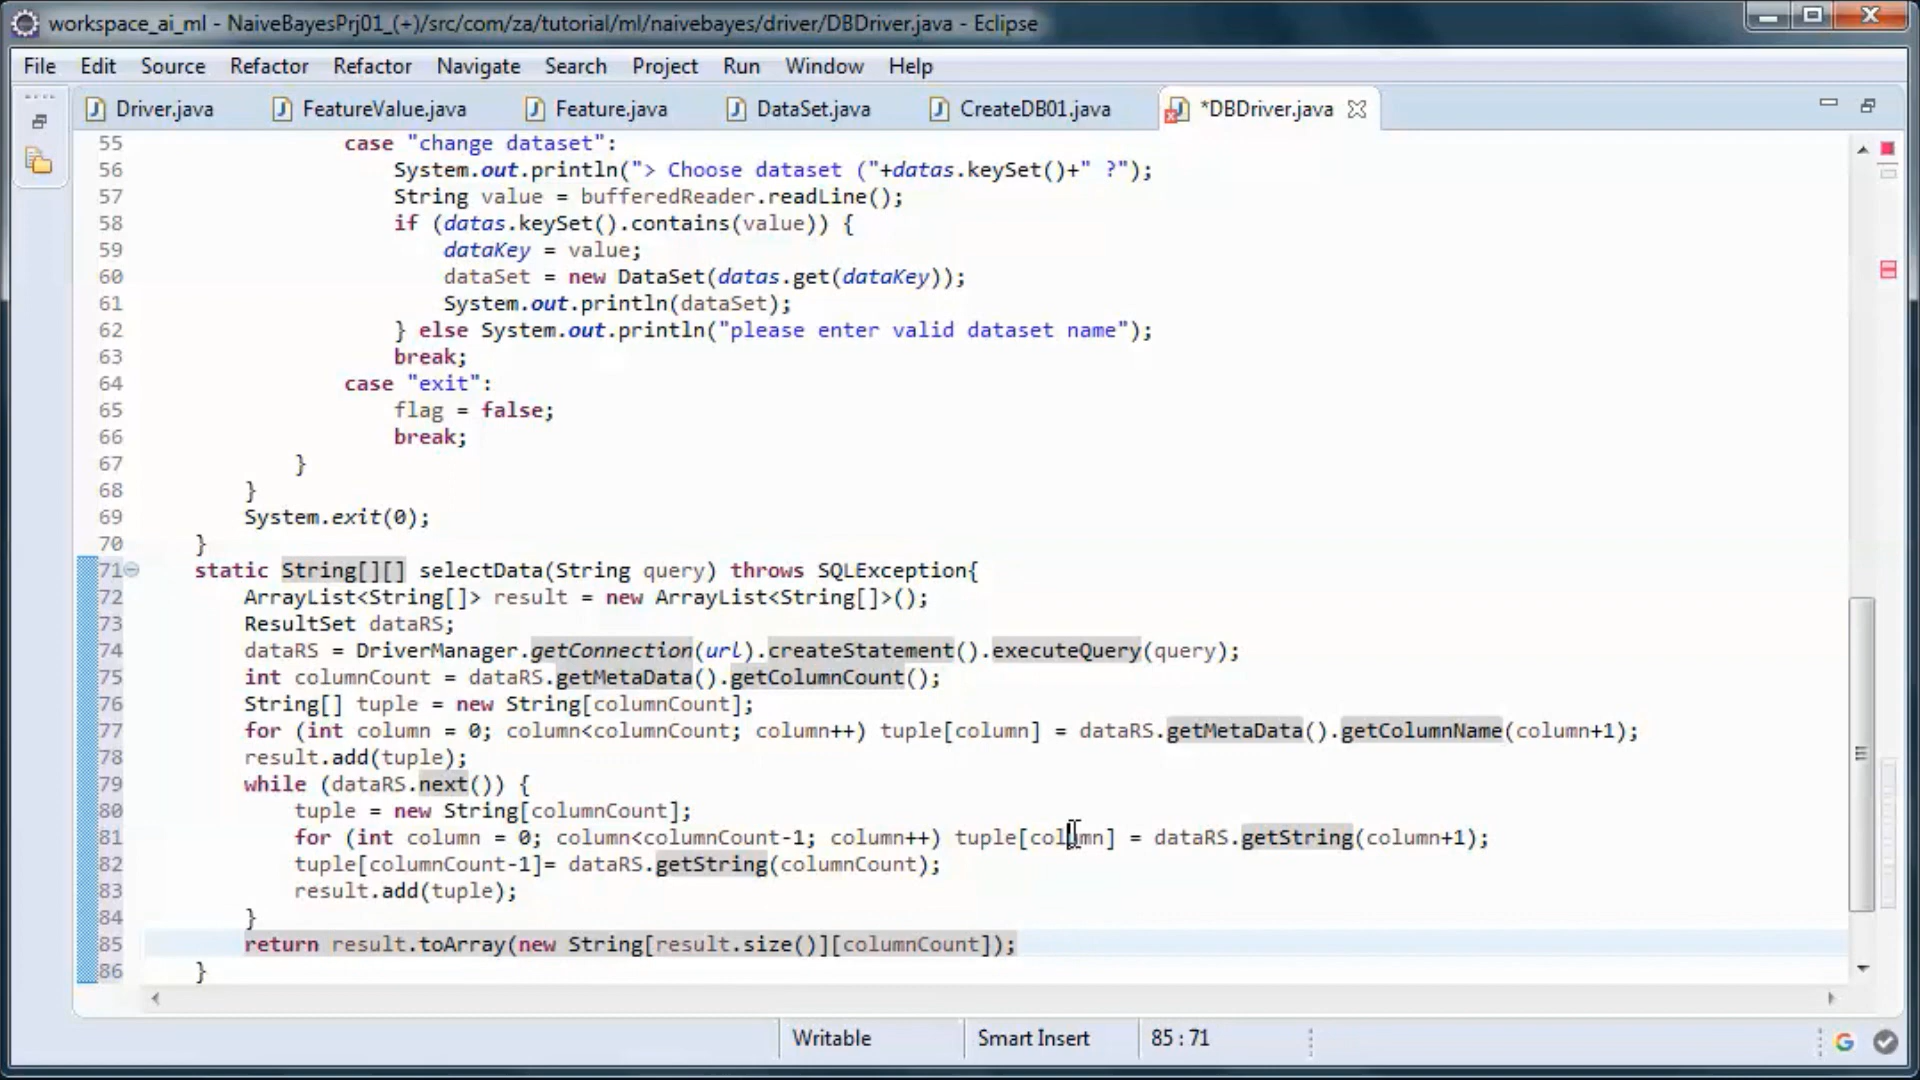 workspace_ai_ml - NaiveBayesPrj01_(+)/src/com/za/tutorial/ml/naivebayes/driver/DBDriver.java - Eclipse
File Edit Source Refactor Refactor Navigate Search Project Run Window Help
Driver.java FeatureValue.java Feature.java DataSet.java CreateDB01.java *DBDriver.java
55 case "change dataset":
56 System.out.println("> Choose dataset ("+datas.keySet()+" ?");
57 String value = bufferedReader.readLine();
58 if (datas.keySet().contains(value)) {
59 dataKey = value;
60 dataSet = new DataSet(datas.get(dataKey));
61 System.out.println(dataSet);
62 } else System.out.println("please enter valid dataset name");
63 break;
64 case "exit":
65 flag = false;
66 break;
67 }
68 }
69 System.exit(0);
70 }
71 static String[][] selectData(String query) throws SQLException{
72 ArrayList<String[]> result = new ArrayList<String[]>();
73 ResultSet dataRS;
74 dataRS = DriverManager.getConnection(url).createStatement().executeQuery(query);
75 int columnCount = dataRS.getMetaData().getColumnCount();
76 String[] tuple = new String[columnCount];
77 for (int column = 0; column<columnCount; column++) tuple[column] = dataRS.getMetaData().getColumnName(column+1);
78 result.add(tuple);
79 while (dataRS.next()) {
80 tuple = new String[columnCount];
81 for (int column = 0; column<columnCount-1; column++) tuple[column] = dataRS.getString(column+1);
82 tuple[columnCount-1]= dataRS.getString(columnCount);
83 result.add(tuple);
84 }
85 return result.toArray(new String[result.size()][columnCount]);
86 }
Writable Smart Insert 85 : 71